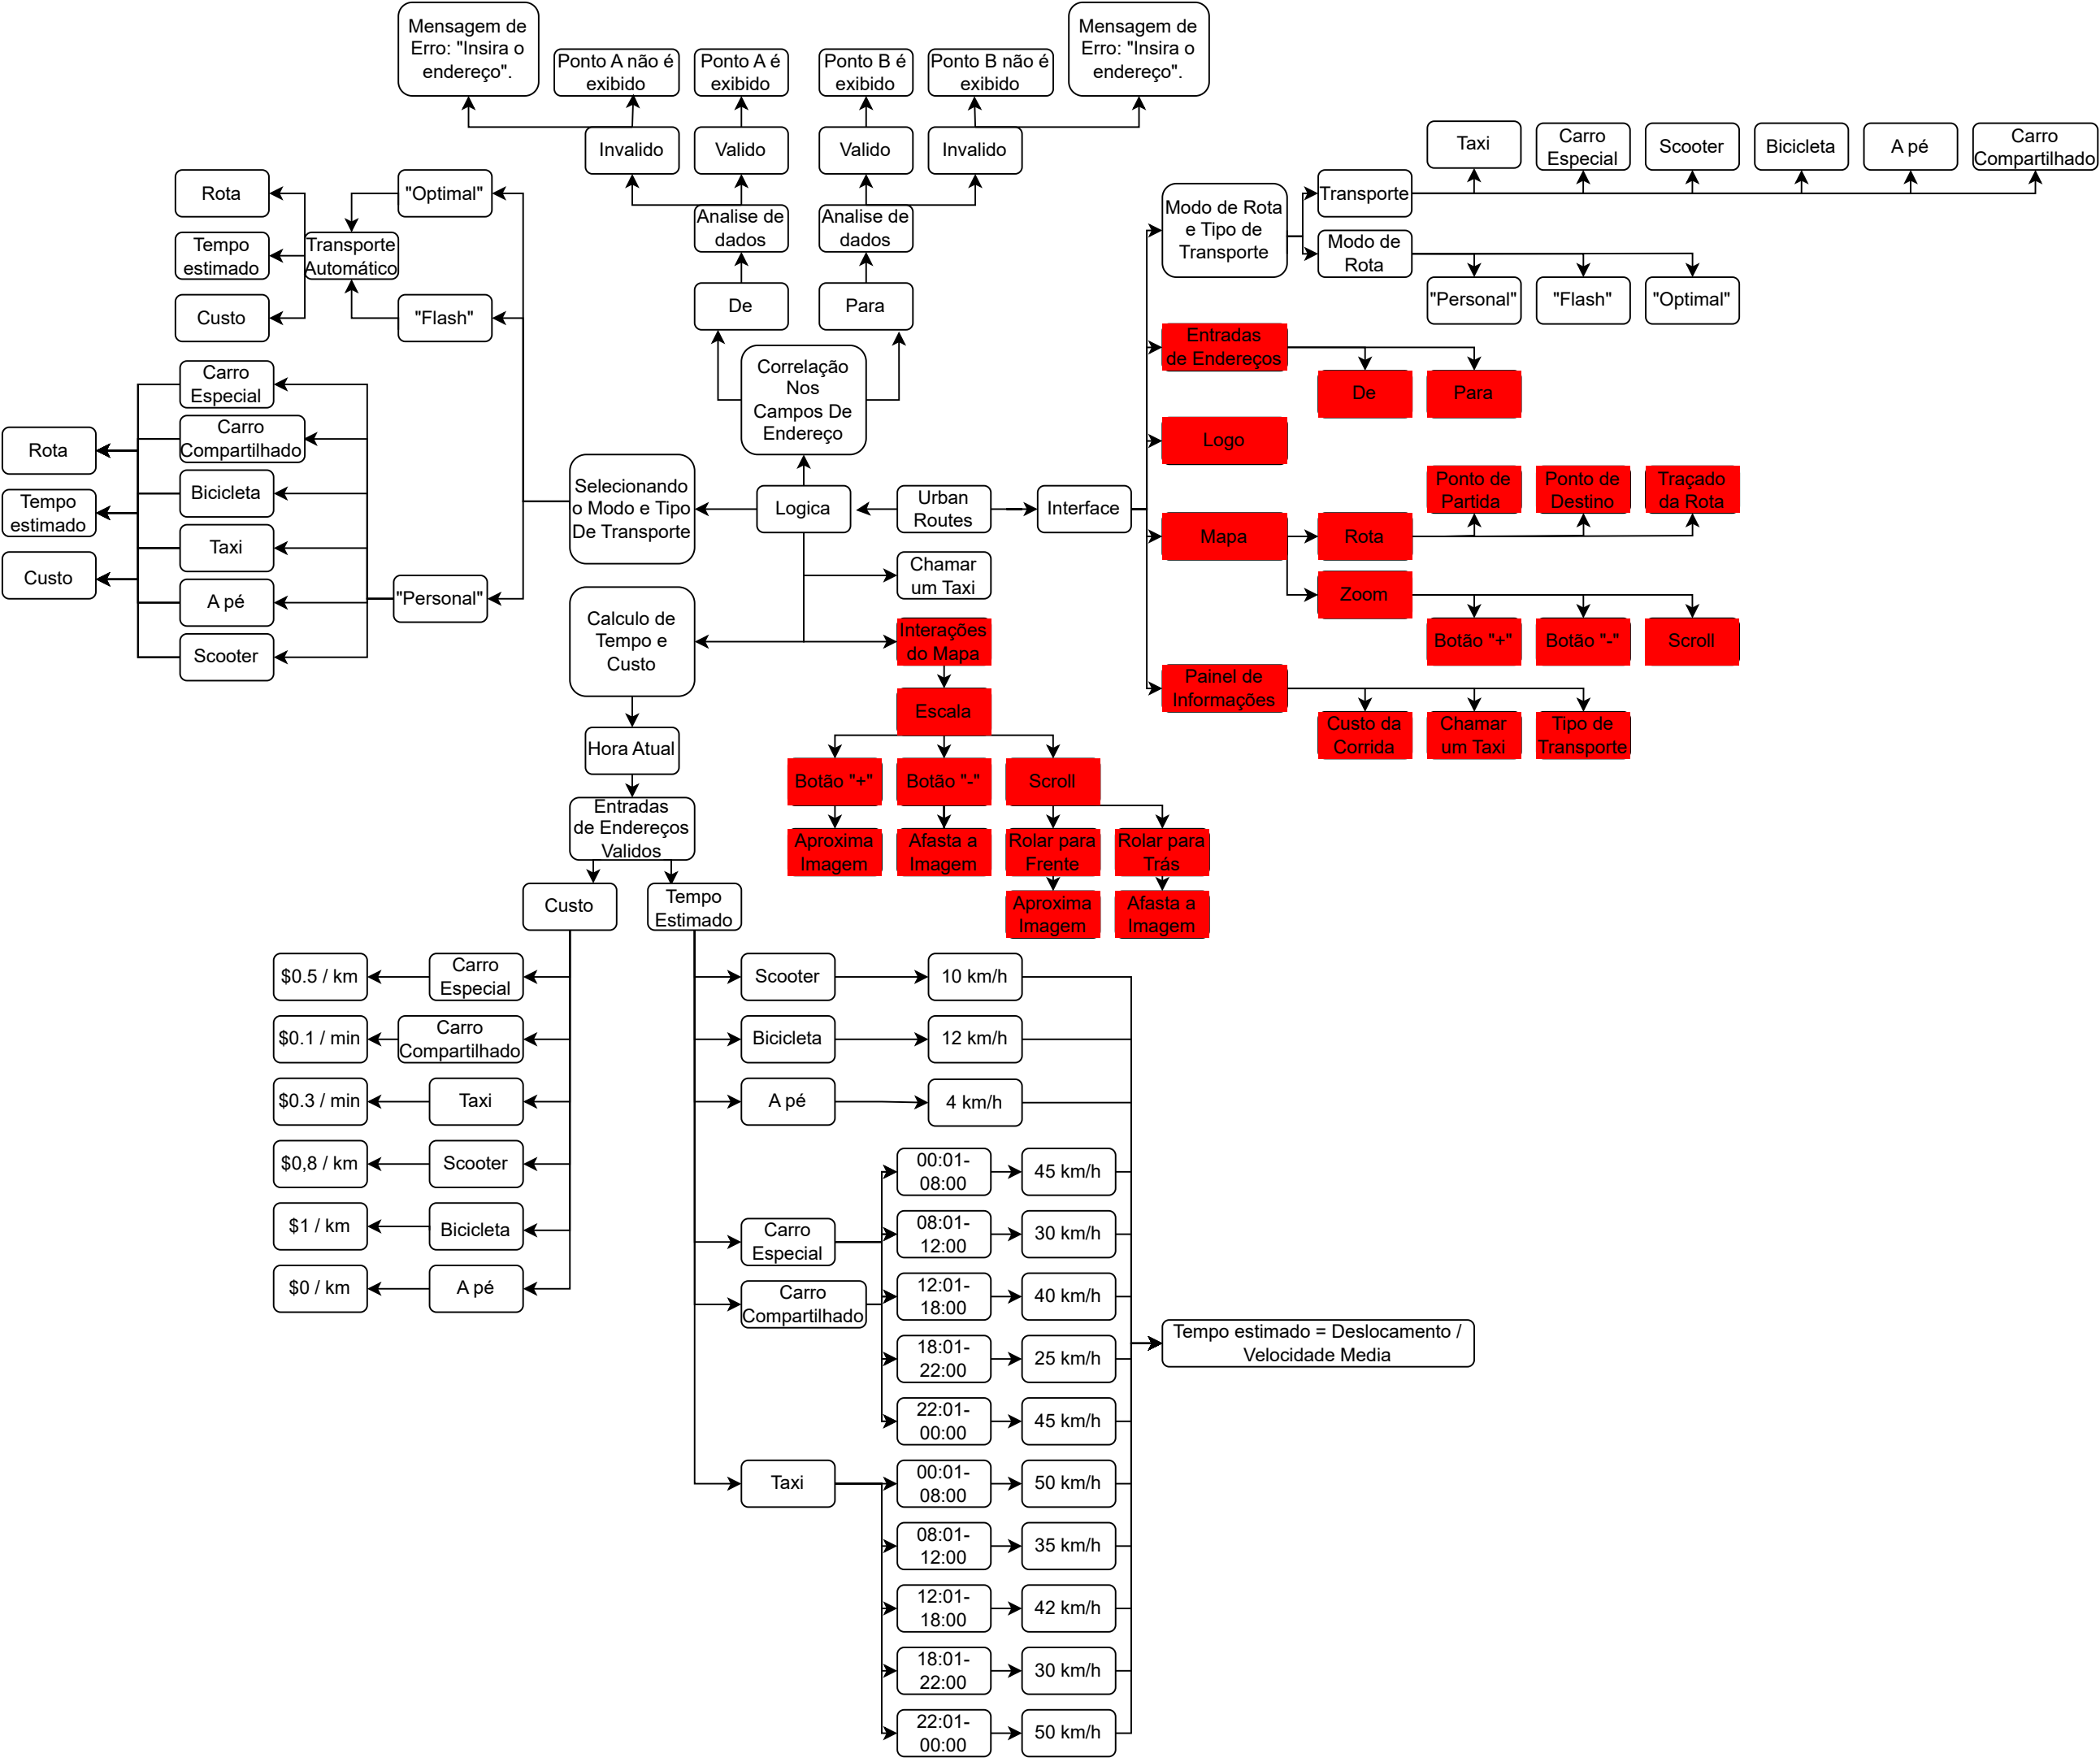 Mensagem de
Erro: "Insira o
endereço".
Ponto A não é
exibido
Ponto A é
exibido
Ponto B é
exibido
Ponto B não é
exibido
Mensagem de
Erro: "Insira o
endereço".
Invalido
Valido
Valido
Invalido
Analise de
dados
Analise de
dados
De
Para
Correlação
Nos
Campos De
Endereço
Rota
Tempo
estimado
Custo
Transporte
Automático
"Optimal"
"Flash"
Carro
Especial
Carro
Compartilhado
Bicicleta
Taxi
A pé
Scooter
Rota
Tempo
estimado
Custo
"Personal"
Selecionando
o Modo e Tipo
De Transporte
Logica
Urban
Routes
Interface
Chamar
um Taxi
Calculo de
Tempo e
Custo
Interações
do Mapa
Escala
Botão "+"
Botão "-"
Scroll
Aproxima
Imagem
Afasta a
Imagem
Rolar para
Frente
Rolar para
Trás
Aproxima
Imagem
Afasta a
Imagem
Modo de Rota
e Tipo de
Transporte
Transporte
Modo de
Rota
Taxi
Carro
Especial
Scooter
Bicicleta
A pé
Carro
Compartilhado
"Personal"
"Flash"
"Optimal"
Entradas
de Endereços
De
Para
Logo
Mapa
Rota
Zoom
Ponto de
Partida
Ponto de
Destino
Traçado
da Rota
Botão "+"
Botão "-"
Scroll
Painel de
Informações
Custo da
Corrida
Chamar
um Taxi
Tipo de
Transporte
Hora Atual
Entradas
de Endereços
Validos
Custo
Tempo
Estimado
$0.5 / km
Carro
Especial
$0.1 / min
Carro
Compartilhado
$0.3 / min
Taxi
$0,8 / km
Scooter
$1 / km
Bicicleta
$0 / km
A pé
Scooter
10 km/h
Bicicleta
12 km/h
A pé
4 km/h
Carro
Especial
Carro
Compartilhado
00:01-
08:00
45 km/h
08:01-
12:00
30 km/h
12:01-
18:00
40 km/h
18:01-
22:00
25 km/h
22:01-
00:00
45 km/h
Taxi
00:01-
08:00
50 km/h
08:01-
12:00
35 km/h
12:01-
18:00
42 km/h
18:01-
22:00
30 km/h
22:01-
00:00
50 km/h
Tempo estimado = Deslocamento /
Velocidade Media